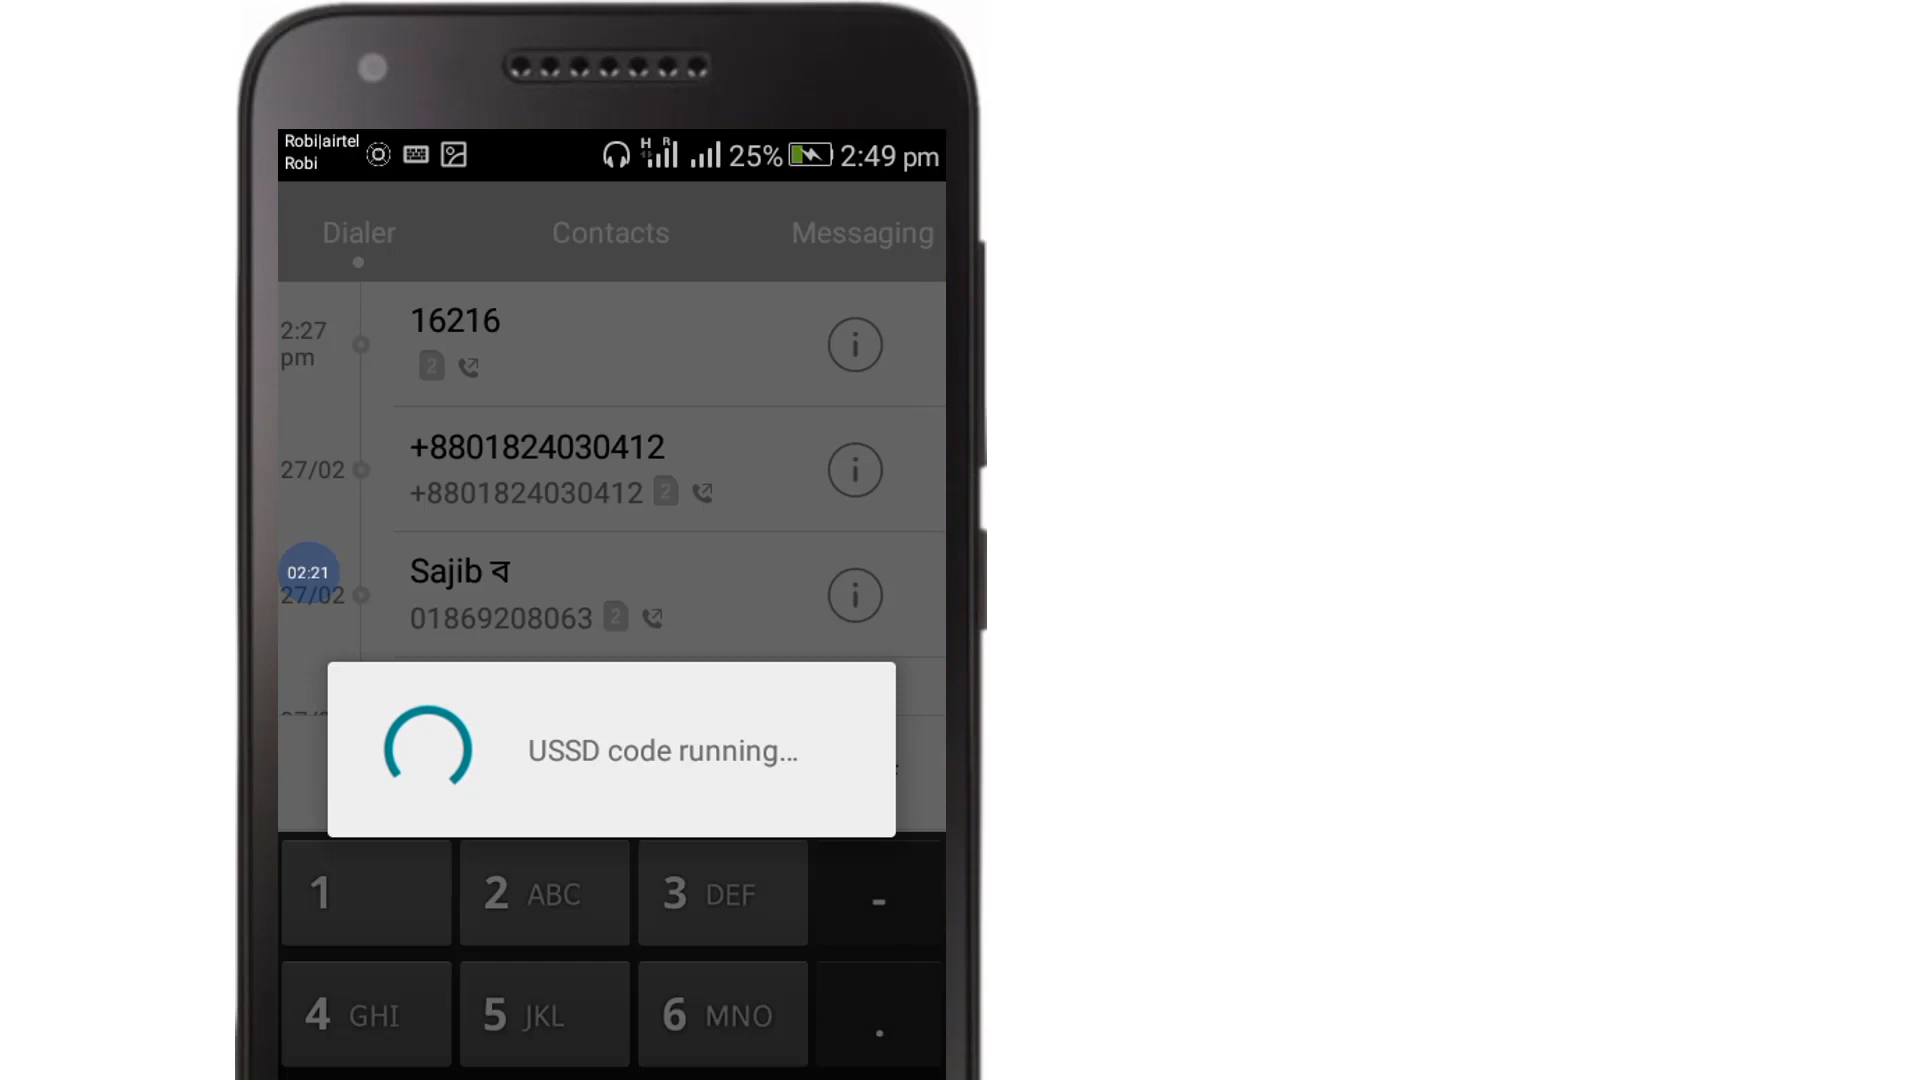 Robi|airtel
Robi
H R 25% 2:49 pm
Dialer Contacts Messaging
2:27
pm
16216
2
27/02
+8801824030412
+8801824030412 2
02:21
27/02
Sajib ব
01869208063 2
USSD code running...
1 2 ABC 3 DEF -
4 GHI 5 JKL 6 MNO .